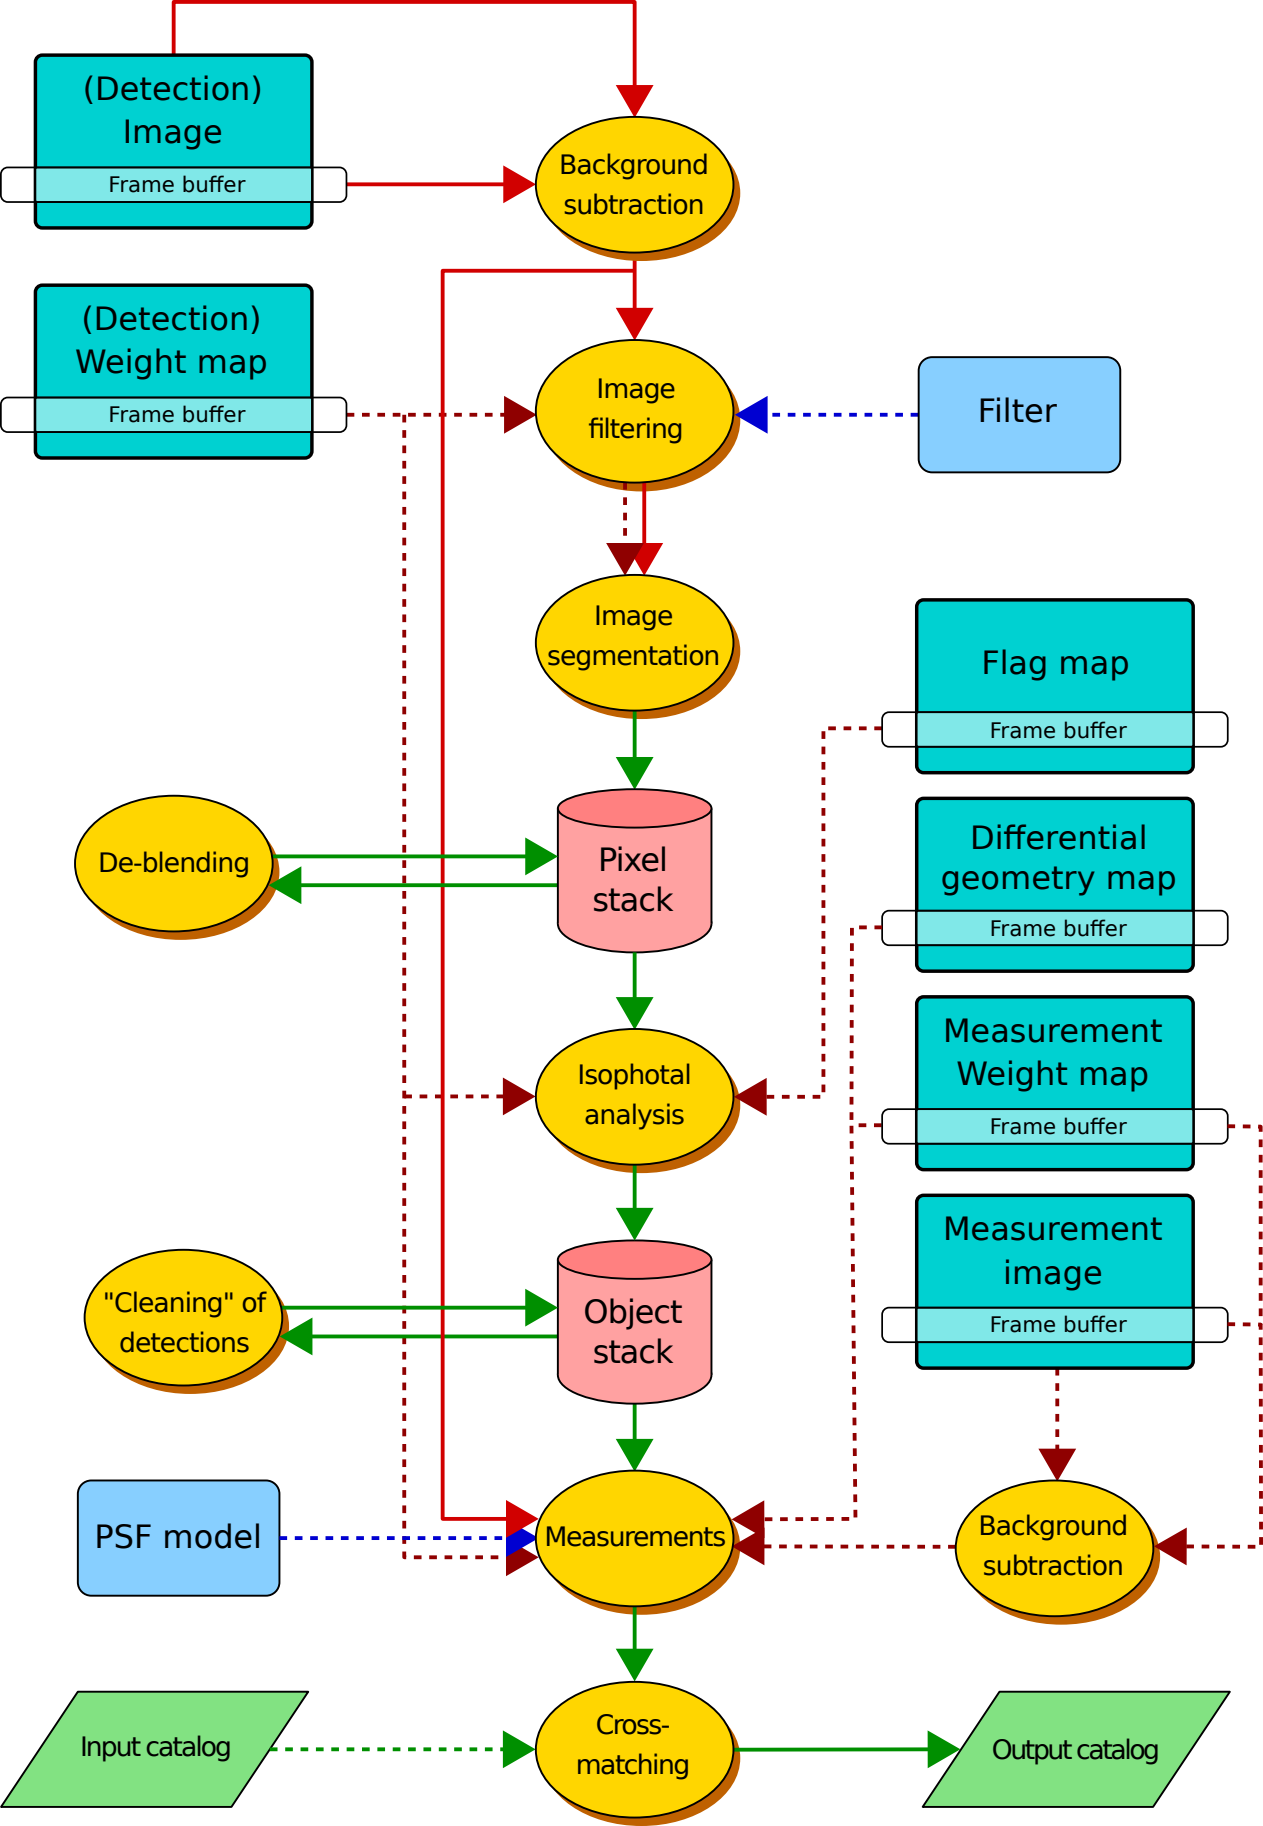 (Detection)
Image
Frame buffer
Background
subtraction
(Detection)
Weight map
Frame buffer
Image
filtering
Filter
Image
segmentation
Flag map
Frame buffer
De-blending
Pixel
stack
Differential
geometry map
Frame buffer
Isophotal
analysis
Measurement
Weight map
Frame buffer
"Cleaning" of
detections
Object
stack
Measurement
image
Frame buffer
PSF model
Measurements
Background
subtraction
Input catalog
Cross-
matching
Output catalog